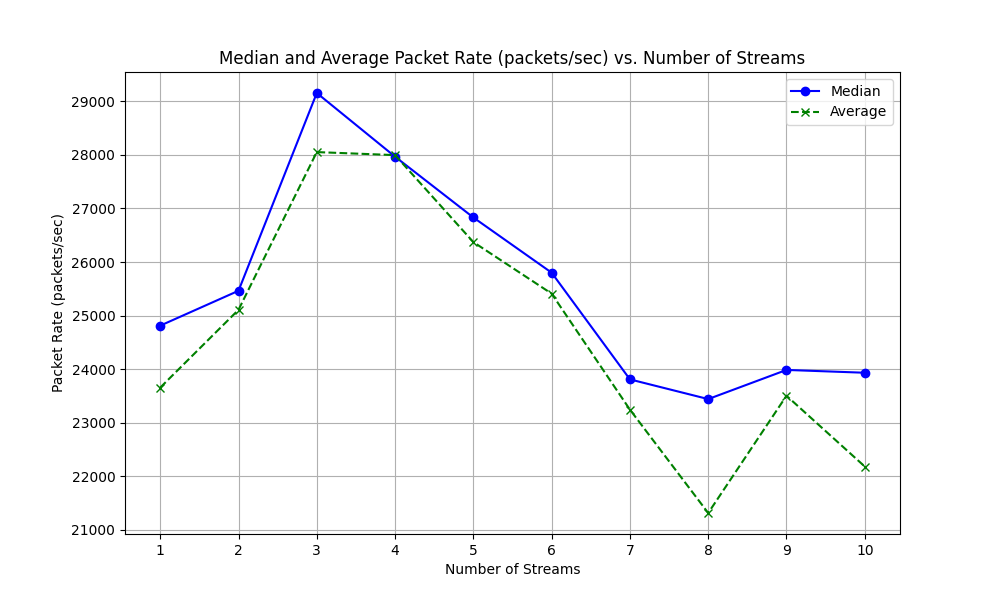 Median and Average Packet Rate (packets/sec) vs. Number of Streams
Median
Average
Packet Rate (packets/sec)
29000
28000
27000
26000
25000
24000
23000
22000
21000
1 2 3 4 5 6 7 8 9 10
Number of Streams